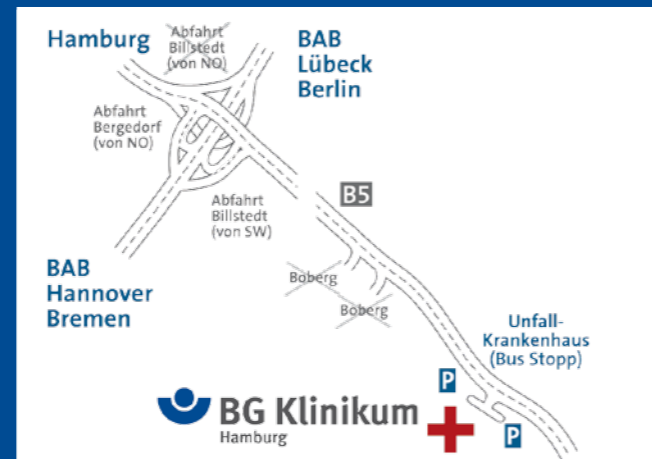 Hamburg
Abfahrt
Billstedt
(von NO)
BAB
Lübeck
Berlin
Abfahrt
Bergedorf
(von NO)
Abfahrt
Billstedt
(von SW)
B5
BAB
Hannover
Bremen
Boberg
Boberg
Unfall-
Krankenhaus
(Bus Stopp)
P
BG Klinikum
Hamburg
P